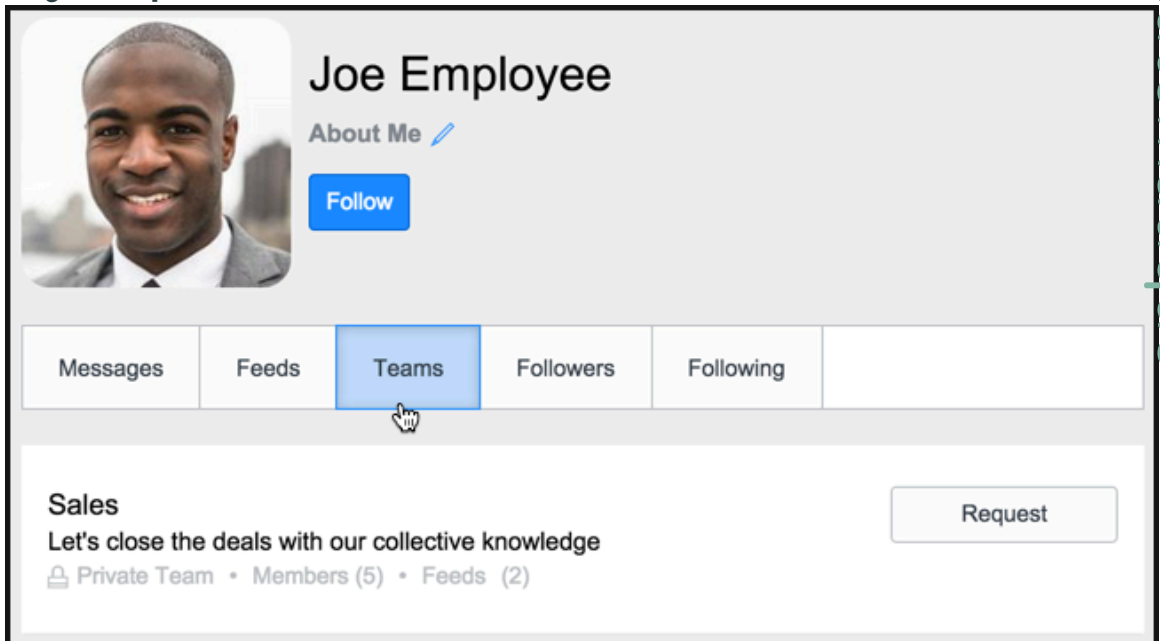 Joe Employee
About Me
Follow
Messages Feeds Teams Followers Following
Sales
Request
Let's close the deals with our collective knowledge
Private Team • Members (5) • Feeds (2)